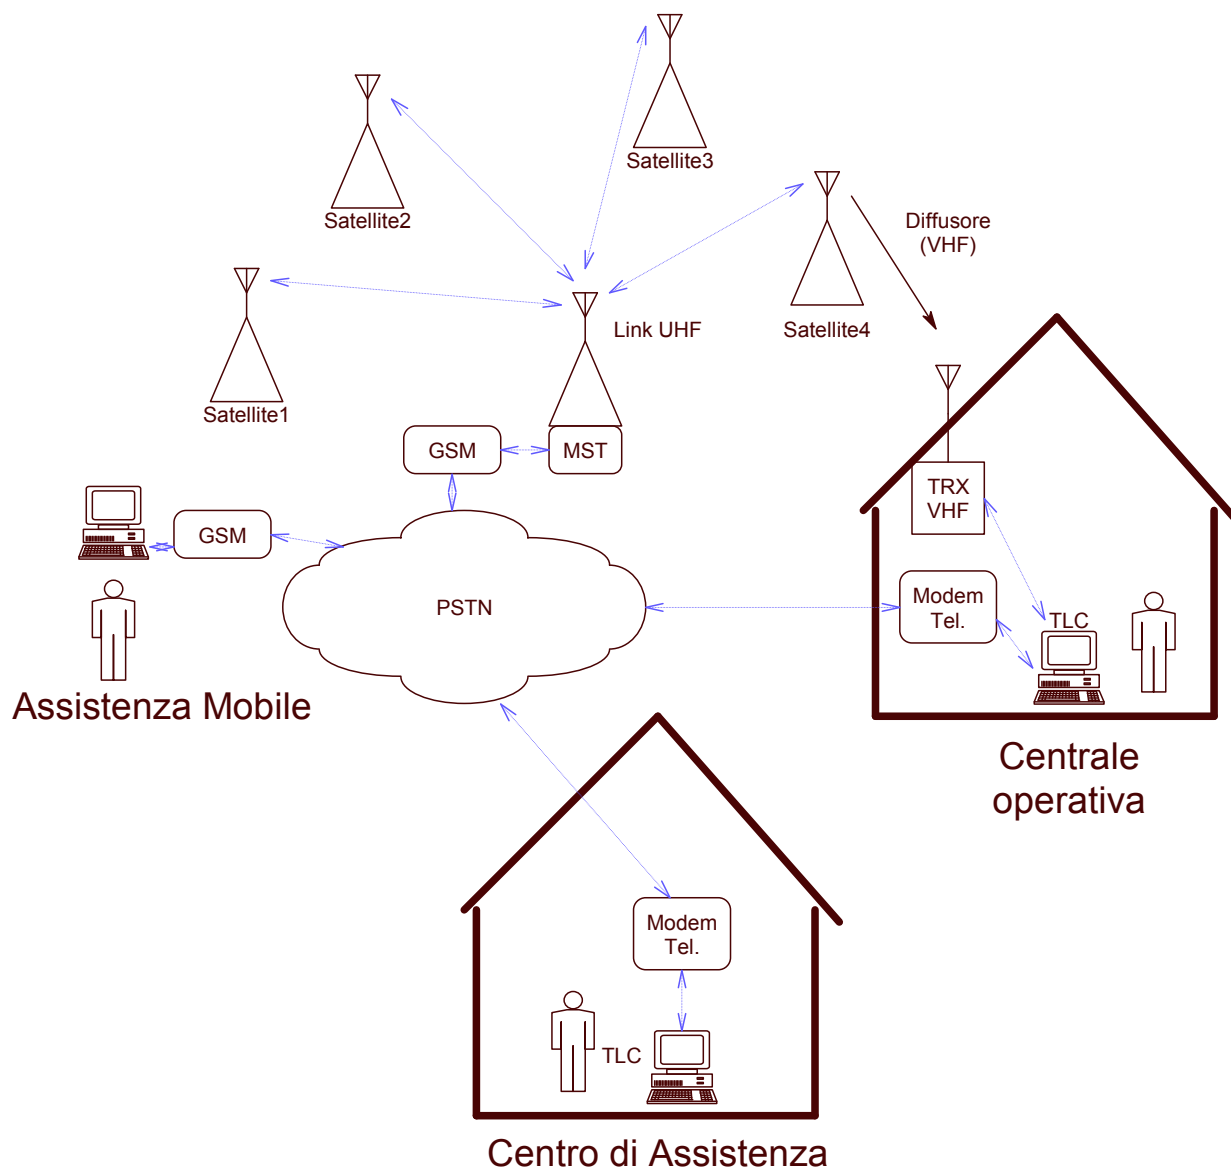 Satellite3
Satellite2
Diffusore
(VHF)
Link UHF
Satellite4
Satellite1
GSM
MST
TRX
VHF
GSM
PSTN
Modem
Tel.
TLC
Assistenza Mobile
Centrale
operativa
Modem
Tel.
TLC
Centro di Assistenza